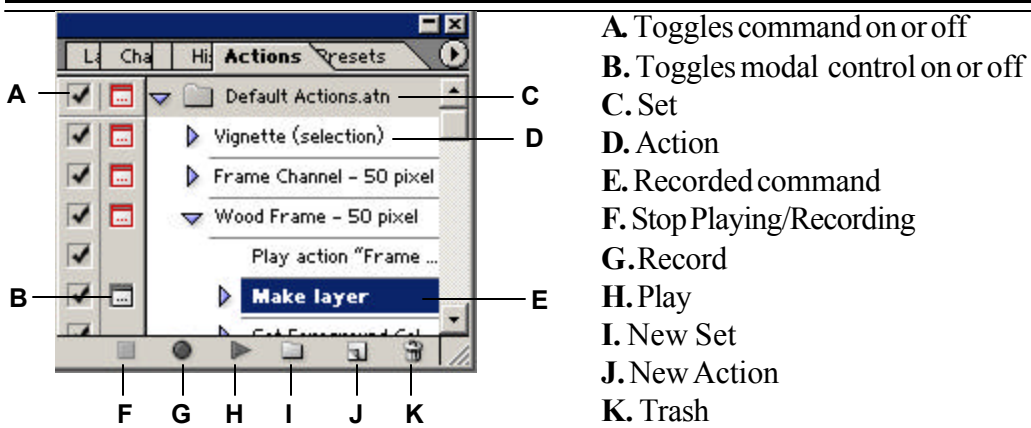 La Cha His Actions Presets
A
Default Actions.atn
C
Vignette (selection)
D
Frame Channel - 50 pixel
Wood Frame - 50 pixel
Play action "Frame ...
B
Make layer
E
F G H I J K
A. Toggles command on or off
B. Toggles modal control on or off
C. Set
D. Action
E. Recorded command
F. Stop Playing/Recording
G. Record
H. Play
I. New Set
J. New Action
K. Trash